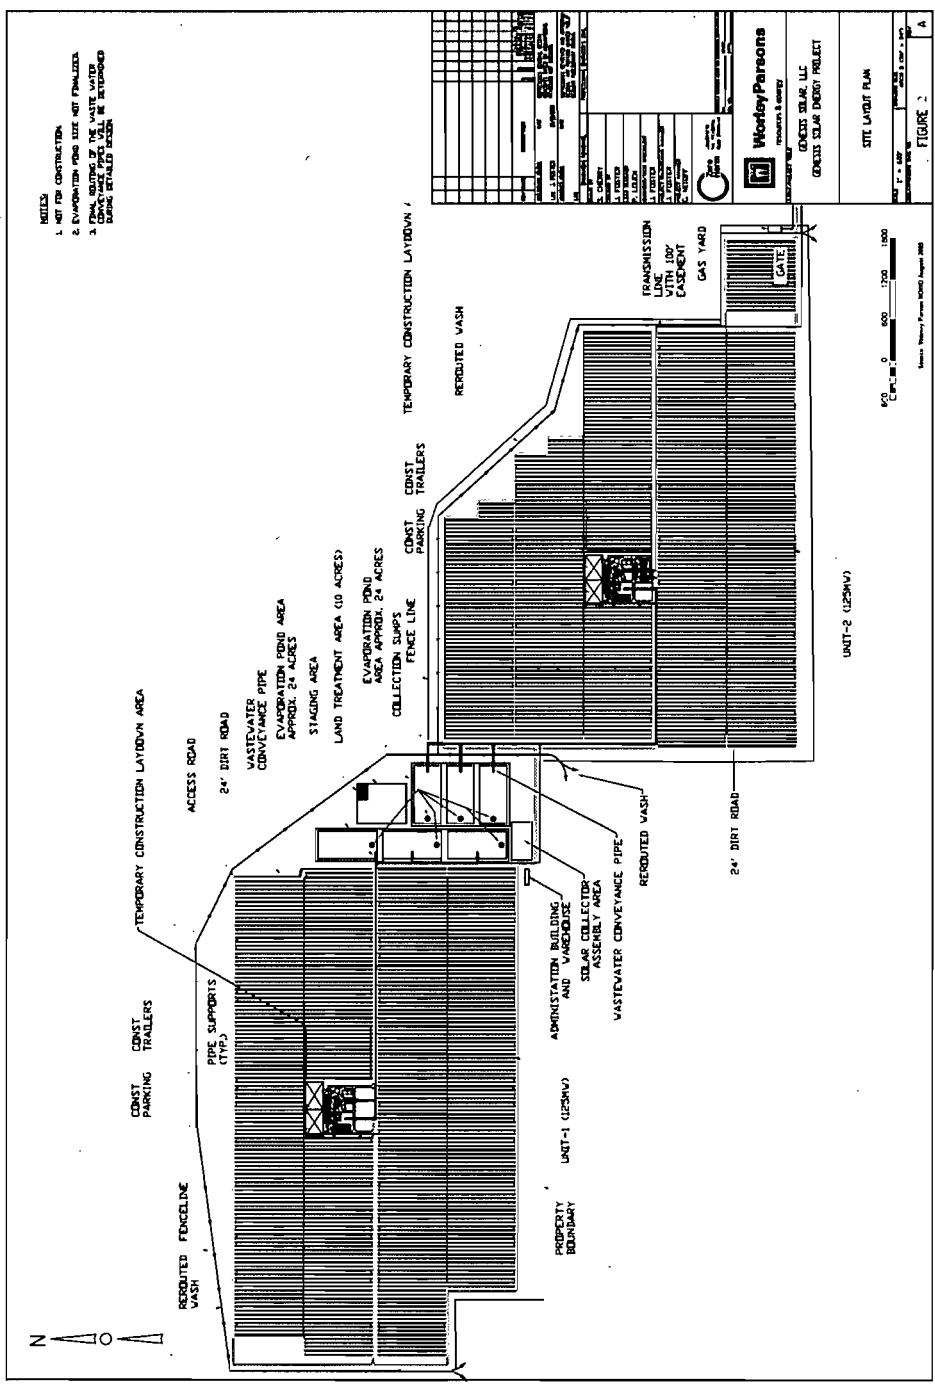 NOTES:
1. NOT FOR CONSTRUCTION.
2. EVAPORATION POND SIZE NOT FINALIZED.
3. FINAL ROUTING OF THE WASTE WATER
CONVEYANCE PIPES WILL BE DETERMINED
DURING DETAILED DESIGN
N
REROUTED FENCELINE
WASH
CONST
PARKING
CONST
TRAILERS
PIPE SUPPORTS
(TYP.)
TEMPORARY CONSTRUCTION LAYDOWN AREA
ACCESS ROAD
24' DIRT ROAD
WASTEWATER
CONVEYANCE PIPE
EVAPORATION POND AREA
APPROX. 24 ACRES
STAGING AREA
LAND TREATMENT AREA (10 ACRES)
EVAPORATION POND
AREA APPROX. 24 ACRES
COLLECTION SUMPS
FENCE LINE
CONST
PARKING
CONST
TRAILERS
TEMPORARY CONSTRUCTION LAYDOWN /
REROUTED WASH
TRANSMISSION
LINE
WITH 100'
EASEMENT
GAS YARD
GATE
PROPERTY
BOUNDARY
UNIT-1 (125MW)
ADMINISTATION BUILDING
AND WAREHOUSE
SOLAR COLLECTOR
ASSEMBLY AREA
WASTEWATER CONVEYANCE PIPE
REROUTED WASH
24' DIRT ROAD
UNIT-2 (125MW)
600 0 600 1200 1800
WorleyParsons
resources & energy
GENESIS SOLAR, LLC
GENESIS SOLAR ENERGY PROJECT
SITE LAYOUT PLAN
FIGURE 2
A